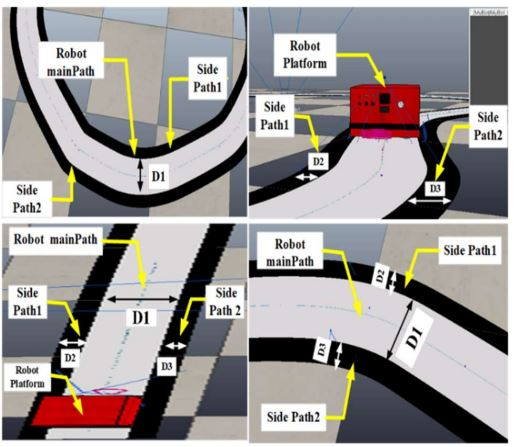 Robot
mainPath
Side
Path1
D1
Side
Path2
Robot
Platform
Side
Path1
D2
Side
Path2
D3
Robot mainPath
Side
Path1
D1
Side
Path 2
D2
D3
Robot
Platform
Robot
mainPath
Side Path1
D2
D1
D3
Side Path2